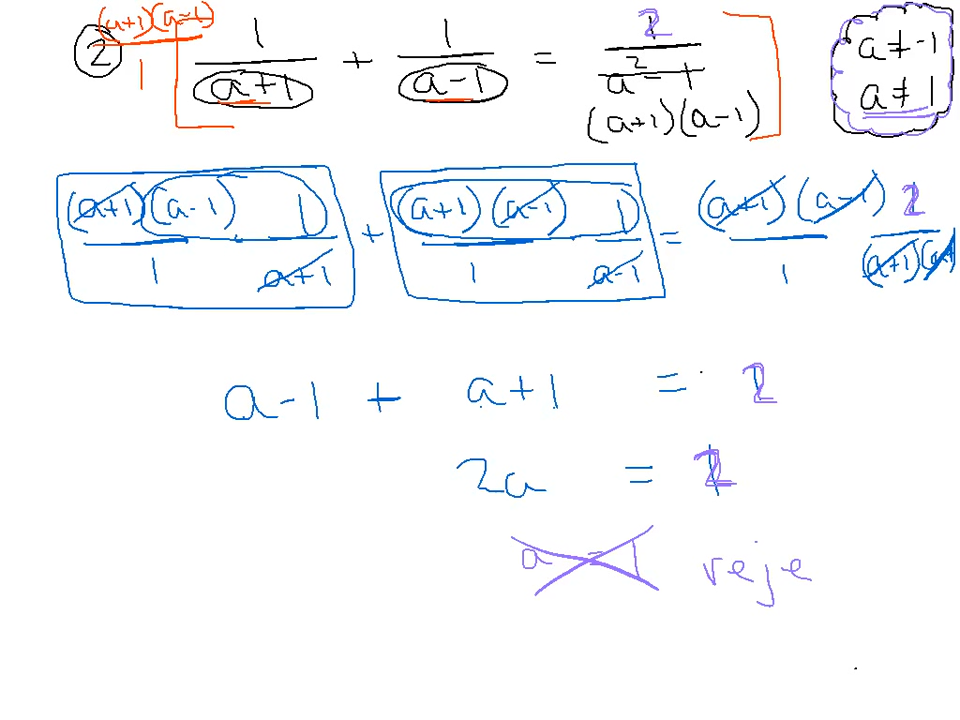 (a+1)(a-1)
② 1 [ 1/(a+1) + 1/(a-1) = 2/(a²-1) ] a≠-1
(a+1)(a-1) a≠1
(a+1)(a-1)/1 1/(a+1) + (a+1)(a-1)/1 1/(a-1) = (a+1)(a-1)/1 2/(a+1)(a-1)
a-1 + a+1 = 2
2a = 2
a = 1 reje